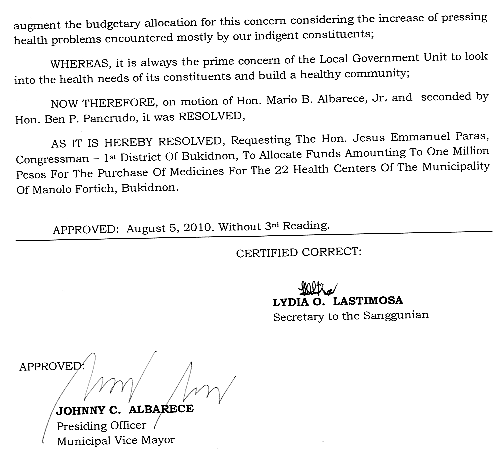 augment the budgetary allocation for this concern considering the increase of pressing
health problems encountered mostly by our indigent constituents;
WHEREAS, it is always the prime concern of the Local Government Unit to look
into the health needs of its constituents and build a healthy community;
NOW THEREFORE, on motion of Hon. Mario B. Albarece, Jr. and seconded by
Hon. Ben P. Pancrudo, it was RESOLVED,
AS IT IS HEREBY RESOLVED, Requesting The Hon. Jesus Emmanuel Paras,
Congressman – 1st District Of Bukidnon, To Allocate Funds Amounting To One Million
Pesos For The Purchase Of Medicines For The 22 Health Centers Of The Municipality
Of Manolo Fortich, Bukidnon.
APPROVED: August 5, 2010. Without 3rd Reading.
CERTIFIED CORRECT:
LYDIA O. LASTIMOSA
Secretary to the Sanggunian
APPROVED:
JOHNNY C. ALBARECE
Presiding Officer
Municipal Vice Mayor